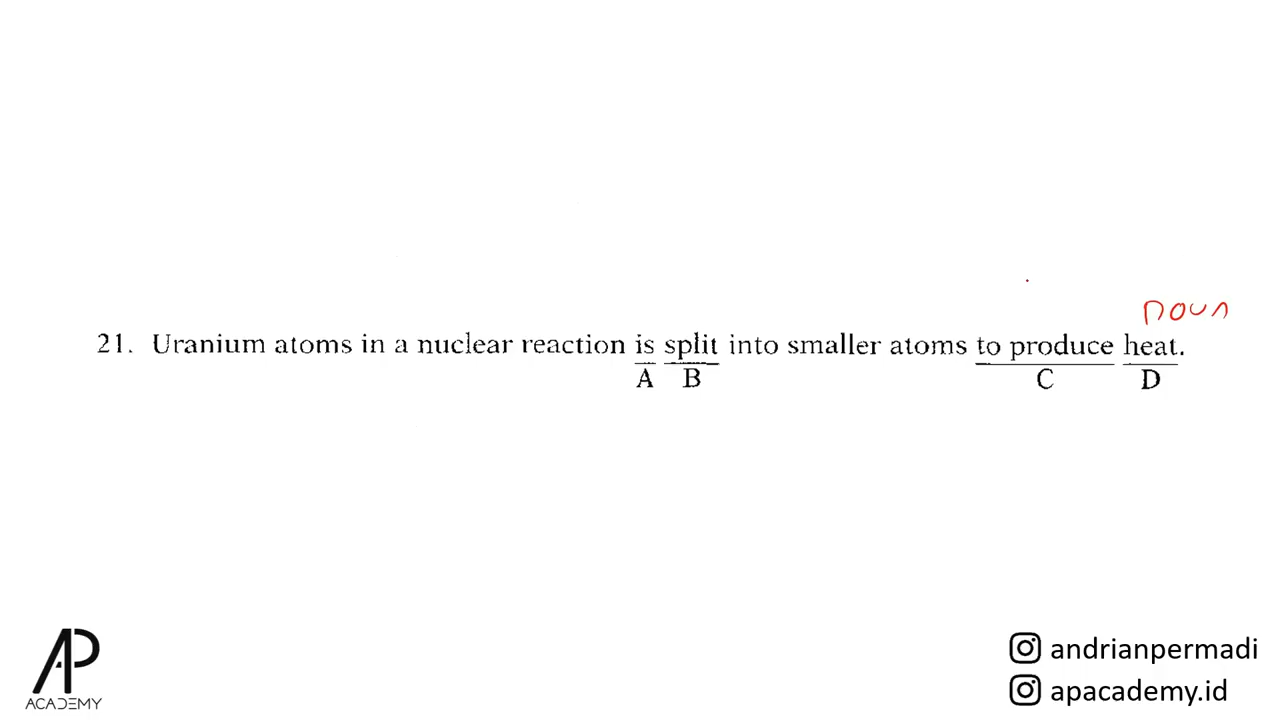 noun
21. Uranium atoms in a nuclear reaction is split into smaller atoms to produce heat.
A B C D
AP
ACADEMY
andrianpermadi
apacademy.id